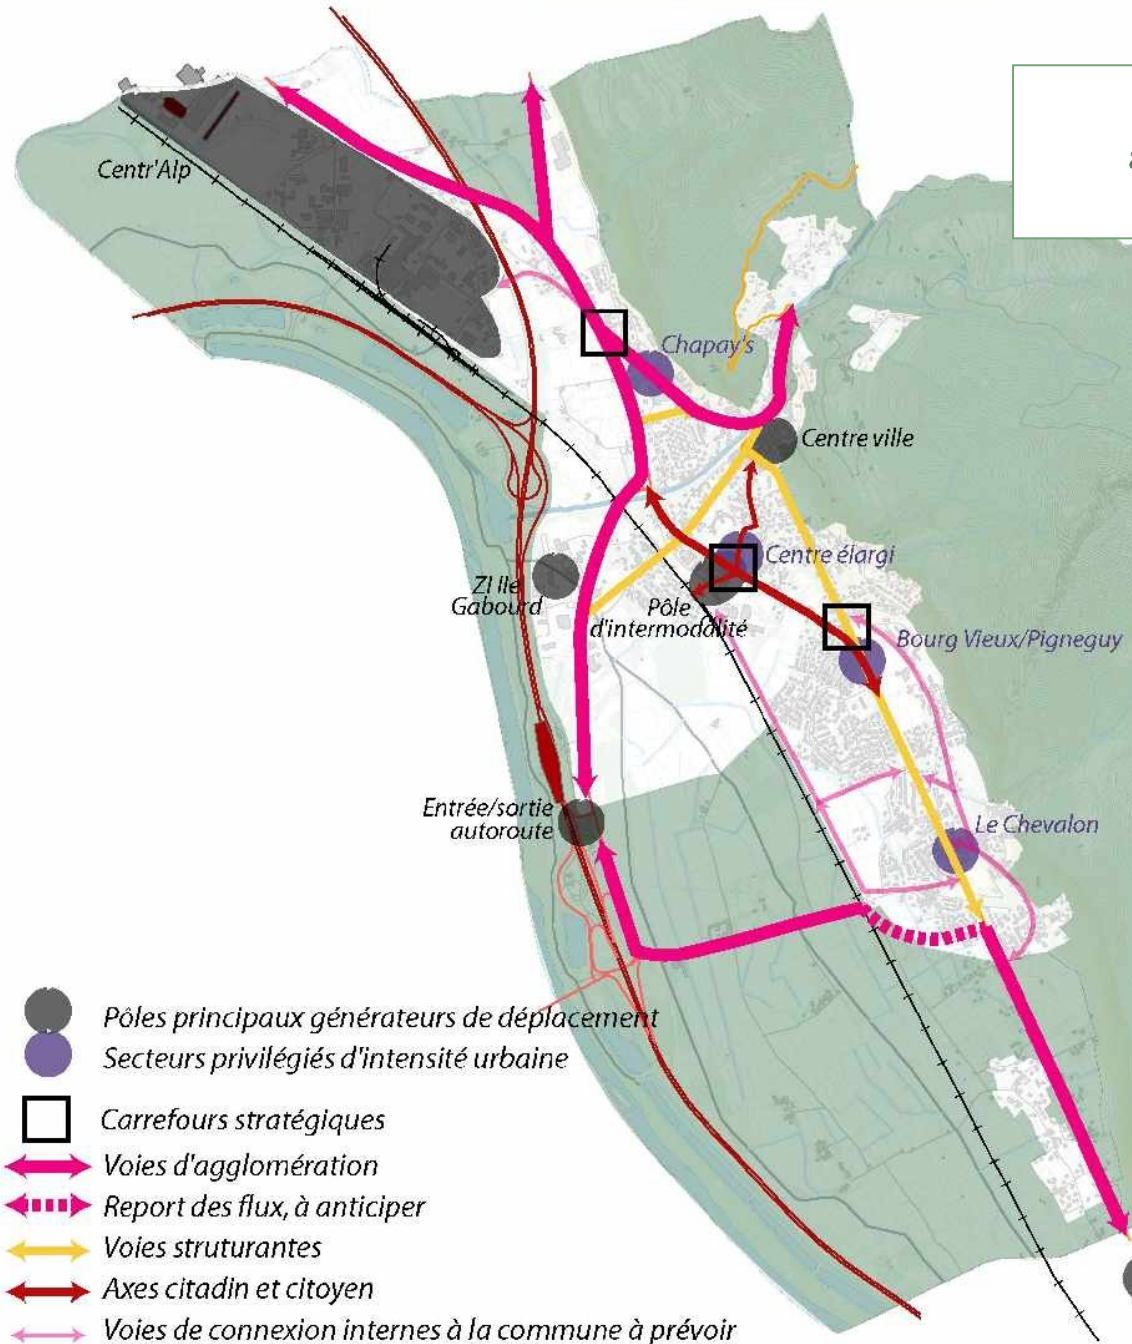 Centr'Alp
Chapay's
Centre ville
Centre élargi
ZI Ile
Gabourd
Pôle
d'intermodalité
Bourg Vieux/Pigneguy
Entrée/sortie
autoroute
Le Chevalon
Pôles principaux générateurs de déplacement
Secteurs privilégiés d'intensité urbaine
Carrefours stratégiques
Voies d'agglomération
Report des flux, à anticiper
Voies struturantes
Axes citadin et citoyen
Voies de connexion internes à la commune à prévoir